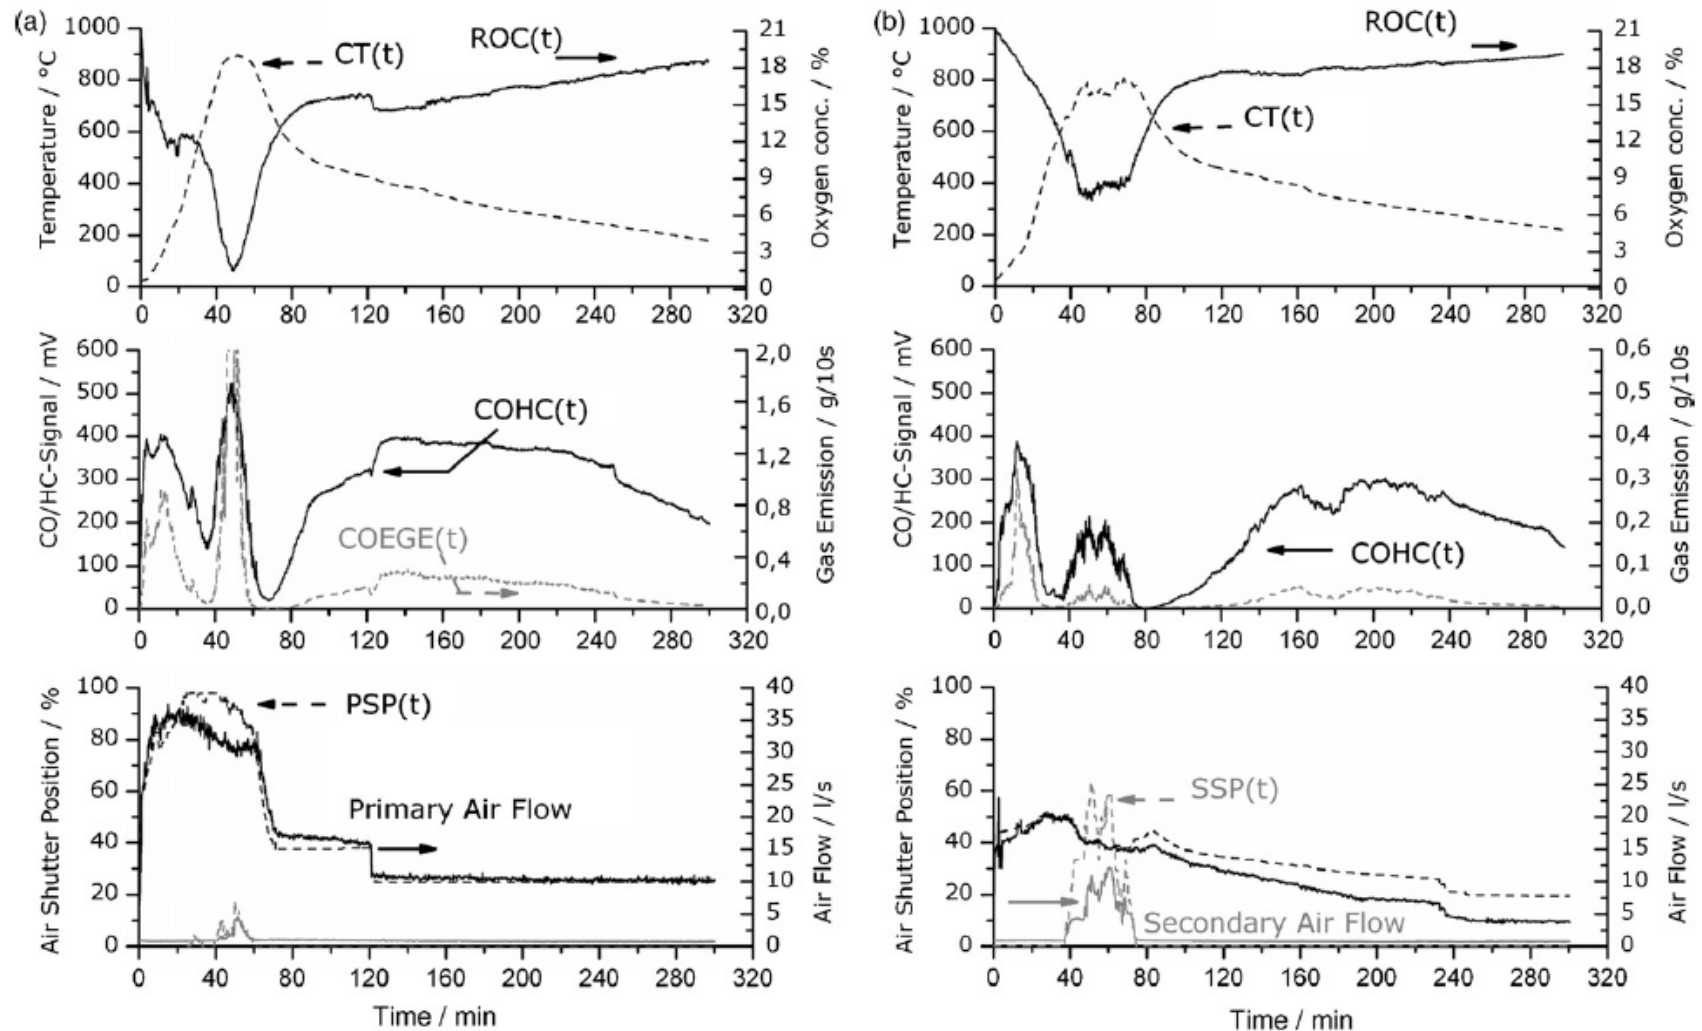 (a)
1000
800
600
400
200
0
Temperature / °C
CT(t)
ROC(t)
21
18
15
12
9
6
3
0
Oxygen conc. / %
0 40 80 120 160 200 240 280 320
600
500
400
300
200
100
0
CO/HC-Signal / mV
COHC(t)
COEGE(t)
2,0
1,6
1,2
0,8
0,4
0,0
Gas Emission / g/10s
0 40 80 120 160 200 240 280 320
100
80
60
40
20
0
Air Shutter Position / %
PSP(t)
Primary Air Flow
40
35
30
25
20
15
10
5
0
Air Flow / l/s
0 40 80 120 160 200 240 280 320
Time / min
(b)
1000
800
600
400
200
0
Temperature / °C
ROC(t)
CT(t)
21
18
15
12
9
6
3
0
Oxygen conc. / %
0 40 80 120 160 200 240 280 320
600
500
400
300
200
100
0
CO/HC-Signal / mV
COHC(t)
0,6
0,5
0,4
0,3
0,2
0,1
0,0
Gas Emission / g/10s
0 40 80 120 160 200 240 280 320
100
80
60
40
20
0
Air Shutter Position / %
SSP(t)
Secondary Air Flow
40
35
30
25
20
15
10
5
0
Air Flow / l/s
0 40 80 120 160 200 240 280 320
Time / min